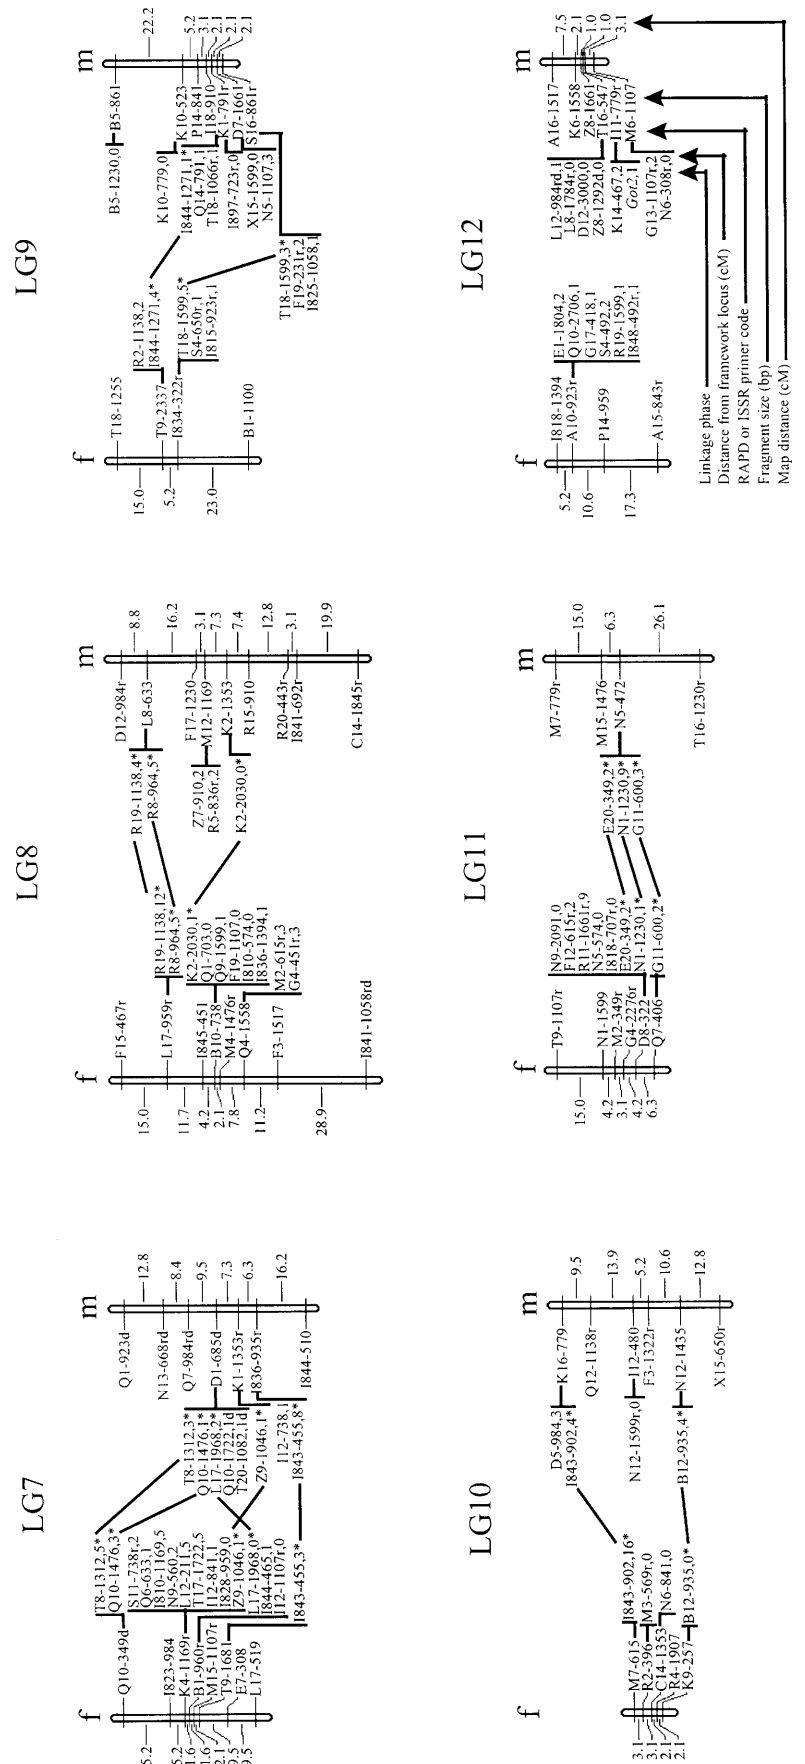 LG7
f
m
5.2
5.2
1.6
1.6
2.1
9.5
9.5
Q10-349d
I823-984
K4-1169r
B1-960r
M15-1107r
T9-1681
E7-308
L17-519
T8-1312,5*
Q10-1476,3*
S11-738r,2
Q6-633,1
I810-1169,5
N9-560,2
L12-211,5
T17-1722,5
I12-841,1
I828-959,0
Z9-1046,1*
L17-1968,0*
I844-465,1
I12-1107r,0
I843-455,3*
T8-1312,3*
Q10-1476,1*
L17-1968,2*
Q10-1722,1d
T20-1082,1d
Z9-1046,1*
I12-738,1
I843-455,8*
Q1-923d
N13-668rd
Q7-984rd
D1-685d
K1-1353r
I836-935r
I844-510
12.8
8.4
9.5
7.3
6.3
16.2
LG8
f
m
15.0
11.7
4.2
2.1
7.8
11.2
28.9
F15-467r
L17-959r
I845-451
B10-738
M4-1476r
Q4-1558
F3-1517
I841-1058rd
R19-1138,12*
R8-964,5*
K2-2030,1*
Q1-703,0
Q9-1599,1
F19-1107,0
I810-574,0
I836-1394,1
M2-615r,3
G4-451r,3
R19-1138,4*
R8-964,5*
Z7-910,2
R5-836r,2
K2-2030,0*
D12-984r
L8-633
F17-1230
M12-1169
K2-1353
R15-910
R20-443r
I841-692r
C14-1845r
8.8
16.2
3.1
7.3
7.4
12.8
3.1
19.9
LG9
f
m
15.0
5.2
23.0
T18-1255
T9-2337
I834-322r
B1-1100
R2-1138,2
I844-1271,4*
T18-1599,5*
S4-650r,1
I815-923r,1
B5-1230,0
K10-779,0
I844-1271,1*
Q14-791,1
T18-1066r,1
I897-723r,0
X15-1599,0
N5-1107,3
T18-1599,3*
F19-231r,2
I825-1058,1
B5-861
K10-523
P14-841
I18-910
K1-791r
D7-1661
S16-861r
22.2
5.2
3.1
2.1
2.1
2.1
LG10
f
m
3.1
3.1
2.1
2.1
M7-615
R2-396
C14-1353
R4-1907
K9-257
I843-902,16*
M3-569r,0
N6-841,0
B12-935,0*
D5-984,3
I843-902,4*
N12-1599r,0
B12-935,4*
K16-779
Q12-1138r
I12-480
F3-1322r
N12-1435
X15-650r
9.5
13.9
5.2
10.6
12.8
LG11
f
m
15.0
4.2
3.1
4.2
6.3
T9-1107r
N1-1599
M2-349r
G4-2276r
D8-322
Q7-406
N9-2091,0
F12-615r,2
R11-1661r,9
N5-574,0
I818-707r,0
E20-349,2*
N1-1230,1*
G11-600,2*
E20-349,2*
N1-1230,9*
G11-600,3*
M7-779r
M15-1476
N5-472
T16-1230r
15.0
6.3
26.1
LG12
f
m
5.2
10.6
17.3
I818-1394
A10-923r
P14-959
A15-843r
E1-1804,2
Q10-2706,1
G17-418,1
S4-492,2
R19-1599,1
I848-492r,1
L12-984rd,1
L8-1784r,0
D12-3000,0
Z8-1292d,0
K14-467,2
Got2,1
G13-1107r,2
N6-308r,0
A16-1517
K6-1558
Z8-1661
T16-547
I11-779r
M6-1107
7.5
2.1
1.0
1.0
3.1
Linkage phase
Distance from framework locus (cM)
RAPD or ISSR primer code
Fragment size (bp)
Map distance (cM)